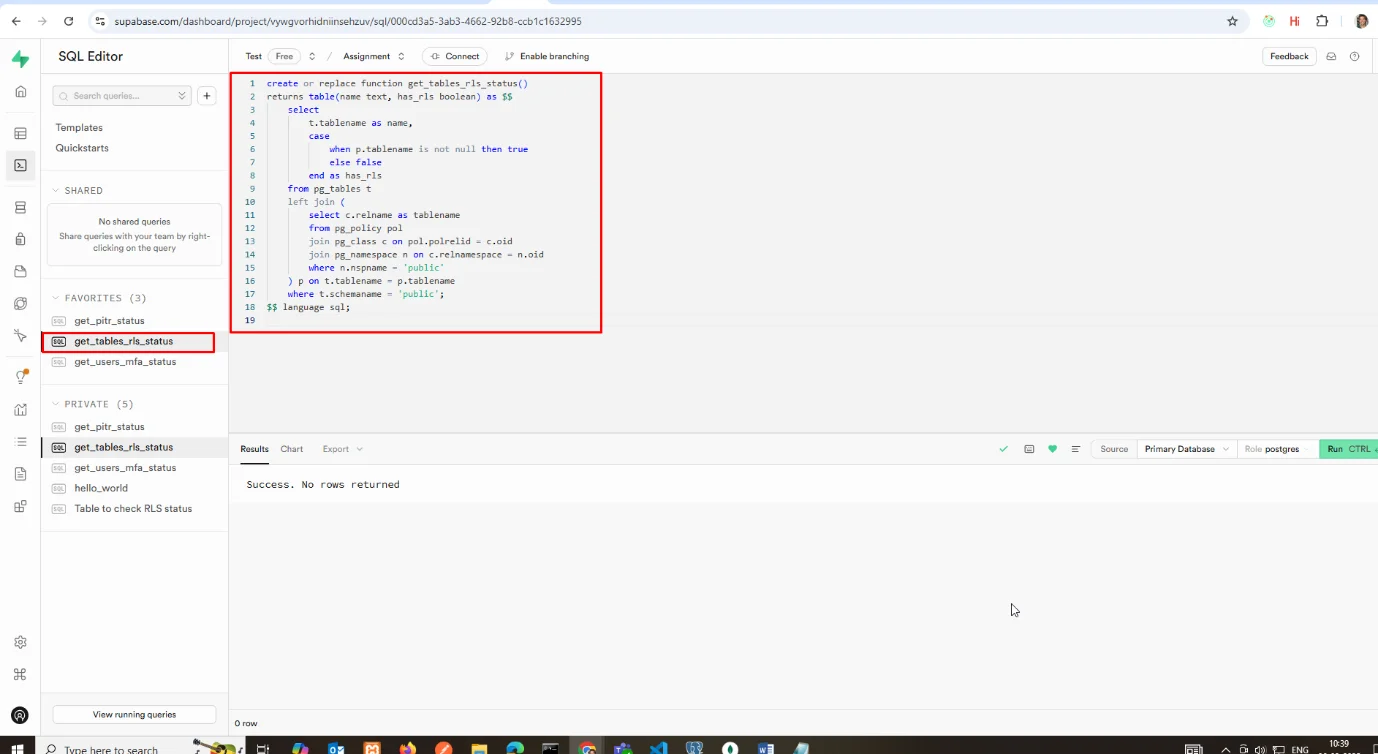 supabase.com/dashboard/project/vywgvorhidniinsehzuv/sql/000cd3a5-3ab3-4662-92b8-ccb1c1632995
Hi
SQL Editor
Test Free / Assignment Connect Enable branching Feedback
Search queries...
Templates
Quickstarts
SHARED
No shared queries
Share queries with your team by right-
clicking on the query
FAVORITES (3)
SQL get_pitr_status
SQL get_tables_rls_status
SQL get_users_mfa_status
PRIVATE (5)
SQL get_pitr_status
SQL get_tables_rls_status
SQL get_users_mfa_status
SQL hello_world
SQL Table to check RLS status
View running queries
1 create or replace function get_tables_rls_status()
2 returns table(name text, has_rls boolean) as $$
3 select
4 t.tablename as name,
5 case
6 when p.tablename is not null then true
7 else false
8 end as has_rls
9 from pg_tables t
10 left join (
11 select c.relname as tablename
12 from pg_policy pol
13 join pg_class c on pol.polrelid = c.oid
14 join pg_namespace n on c.relnamespace = n.oid
15 where n.nspname = 'public'
16 ) p on t.tablename = p.tablename
17 where t.schemaname = 'public';
18 $$ language sql;
19
Results Chart Export Source Primary Database Role postgres Run CTRL
Success. No rows returned
0 row
Type here to search
ENG
10:39